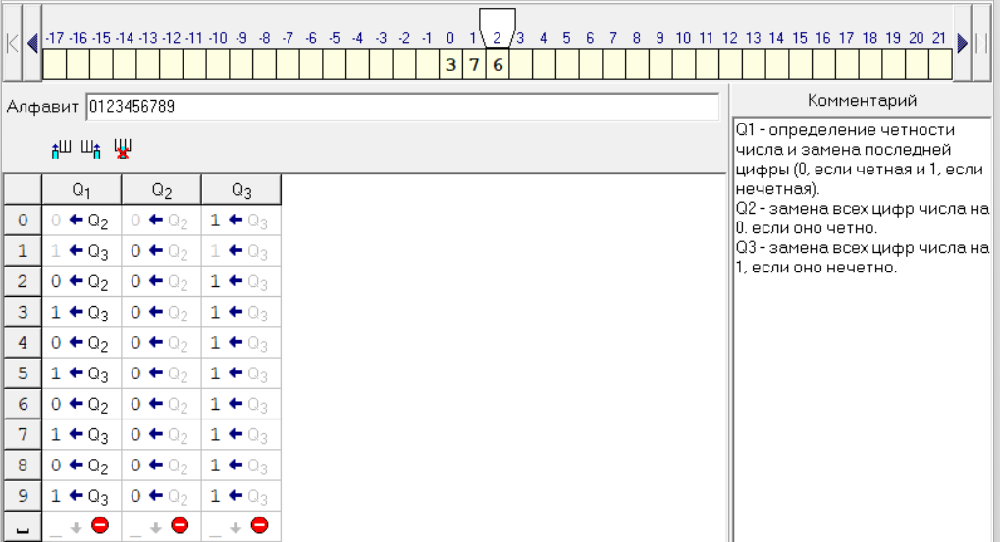 -17 -16 -15 -14 -13 -12 -11 -10 -9 -8 -7 -6 -5 -4 -3 -2 -1 0 1 2 3 4 5 6 7 8 9 10 11 12 13 14 15 16 17 18 19 20 21
3 7 6
Алфавит 0123456789
Комментарий
Q1 - определение четности
числа и замена последней
цифры (0, если четная и 1, если
нечетная).
Q2 - замена всех цифр числа на
0. если оно четно.
Q3 - замена всех цифр числа на
1, если оно нечетно.
Q1 Q2 Q3
0 0 ← Q2 0 ← Q2 1 ← Q3
1 1 ← Q3 0 ← Q2 1 ← Q3
2 0 ← Q2 0 ← Q2 1 ← Q3
3 1 ← Q3 0 ← Q2 1 ← Q3
4 0 ← Q2 0 ← Q2 1 ← Q3
5 1 ← Q3 0 ← Q2 1 ← Q3
6 0 ← Q2 0 ← Q2 1 ← Q3
7 1 ← Q3 0 ← Q2 1 ← Q3
8 0 ← Q2 0 ← Q2 1 ← Q3
9 1 ← Q3 0 ← Q2 1 ← Q3
␣ _ ↓ _ ↓ _ ↓